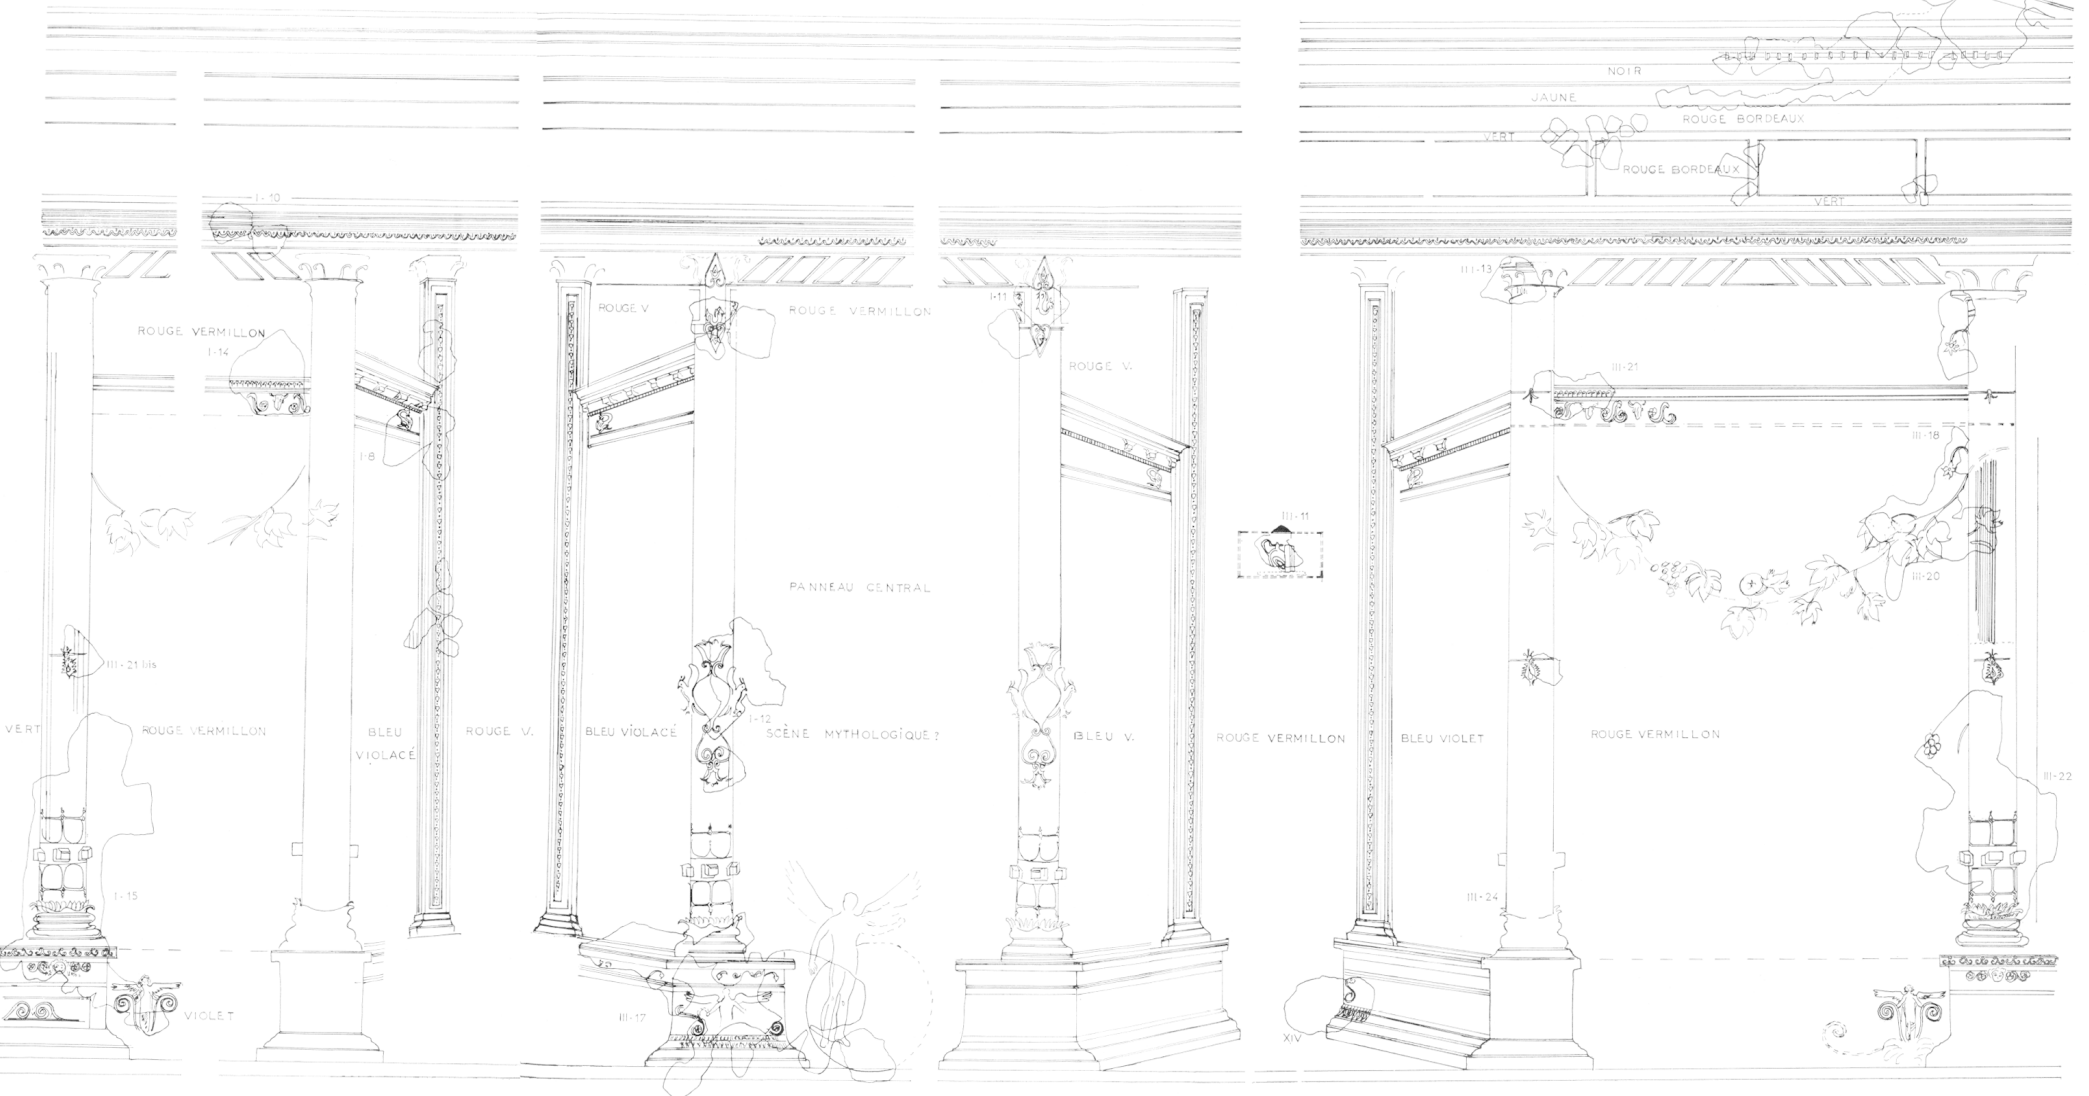 NOIR
JAUNE
ROUGE BORDEAUX
VERT
ROUGE BORDEAUX
VERT
I-10
III-13
I-11
ROUGE V
ROUGE VERMILLON
ROUGE VERMILLON
I-14
ROUGE V.
III-21
III-18
I-8
III-11
III-20
PANNEAU CENTRAL
III-21 bis
I-12
VERT
ROUGE VERMILLON
BLEU
VIOLACÉ
ROUGE V.
BLEU VIOLACÉ
SCÈNE MYTHOLOGIQUE?
BLEU V.
ROUGE VERMILLON
BLEU VIOLET
ROUGE VERMILLON
III-22
I-15
III-24
VIOLET
III-17
XIV